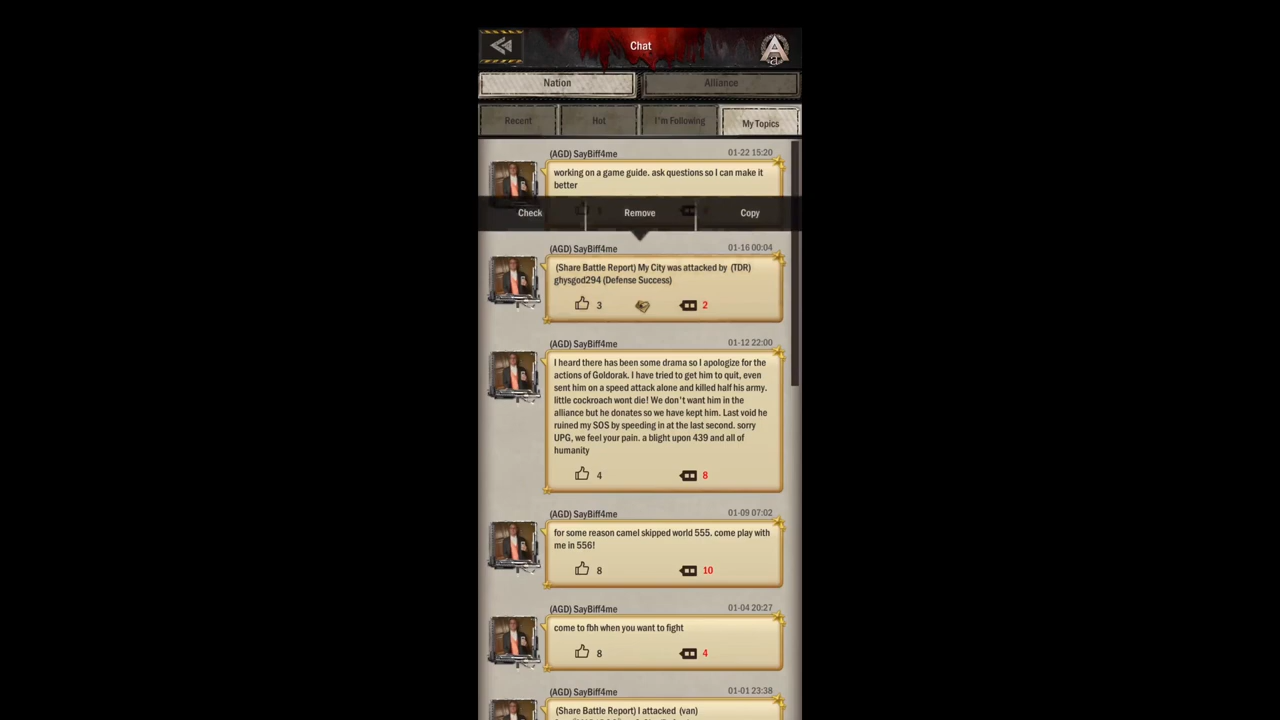 Chat
Nation
Alliance
Recent
Hot
I'm Following
My Topics
(AGD) SayBiff4me
01-22 15:20
working on a game guide. ask questions so I can make it
better
Check
Remove
Copy
(AGD) SayBiff4me
01-16 00:04
(Share Battle Report) My City was attacked by (TDR)
ghysgod294 (Defense Success)
3
2
(AGD) SayBiff4me
01-12 22:00
I heard there has been some drama so I apologize for the
actions of Goldorak. I have tried to get him to quit, even
sent him on a speed attack alone and killed half his army.
little cockroach wont die! We don't want him in the
alliance but he donates so we have kept him. Last void he
ruined my SOS by speeding in at the last second. sorry
UPG, we feel your pain. a blight upon 439 and all of
humanity
4
8
(AGD) SayBiff4me
01-09 07:02
for some reason camel skipped world 555. come play with
me in 556!
8
10
(AGD) SayBiff4me
01-04 20:27
come to fbh when you want to fight
8
4
(AGD) SayBiff4me
01-01 23:38
(Share Battle Report) I attacked (van)